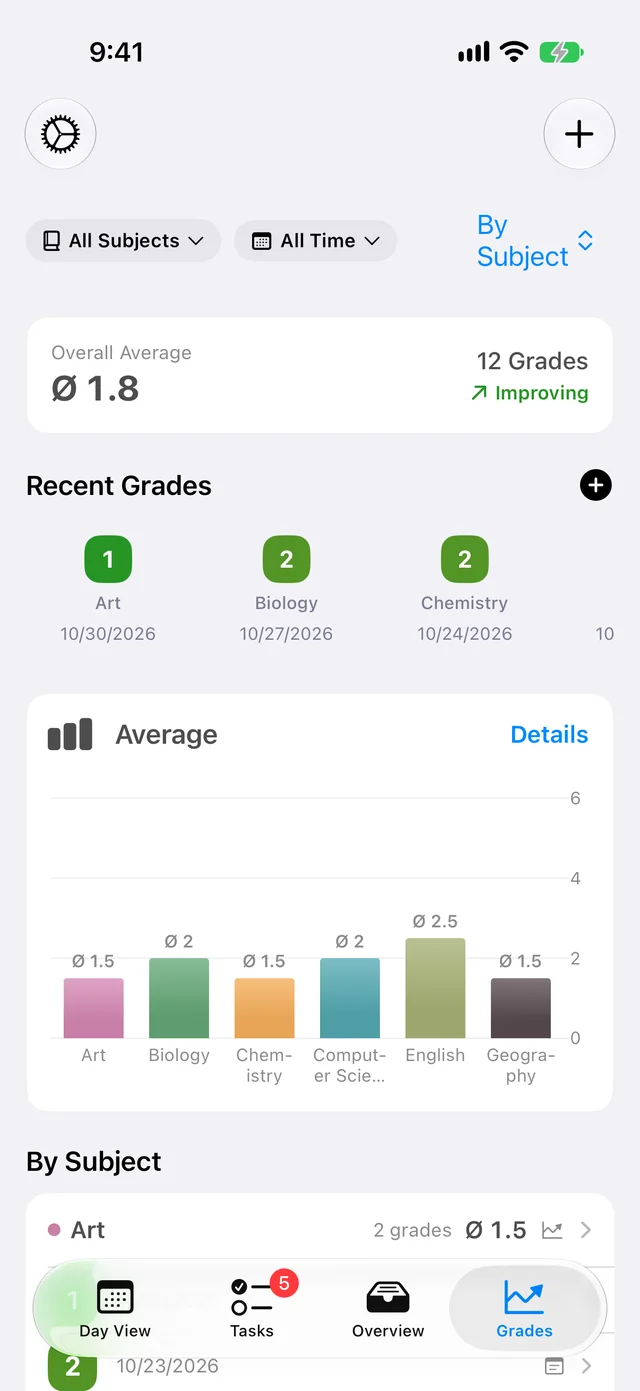 9:41
All Subjects
All Time
By
Subject
Overall Average
Ø 1.8
12 Grades
Improving
Recent Grades
1
Art
10/30/2026
2
Biology
10/27/2026
2
Chemistry
10/24/2026
10
Average
Details
6
4
2
0
Ø 1.5
Ø 2
Ø 1.5
Ø 2
Ø 2.5
Ø 1.5
Art
Biology
Chem-
istry
Comput-
er Scie...
English
Geogra-
phy
By Subject
Art
2 grades
Ø 1.5
1
5
Day View
Tasks
Overview
Grades
2
10/23/2026